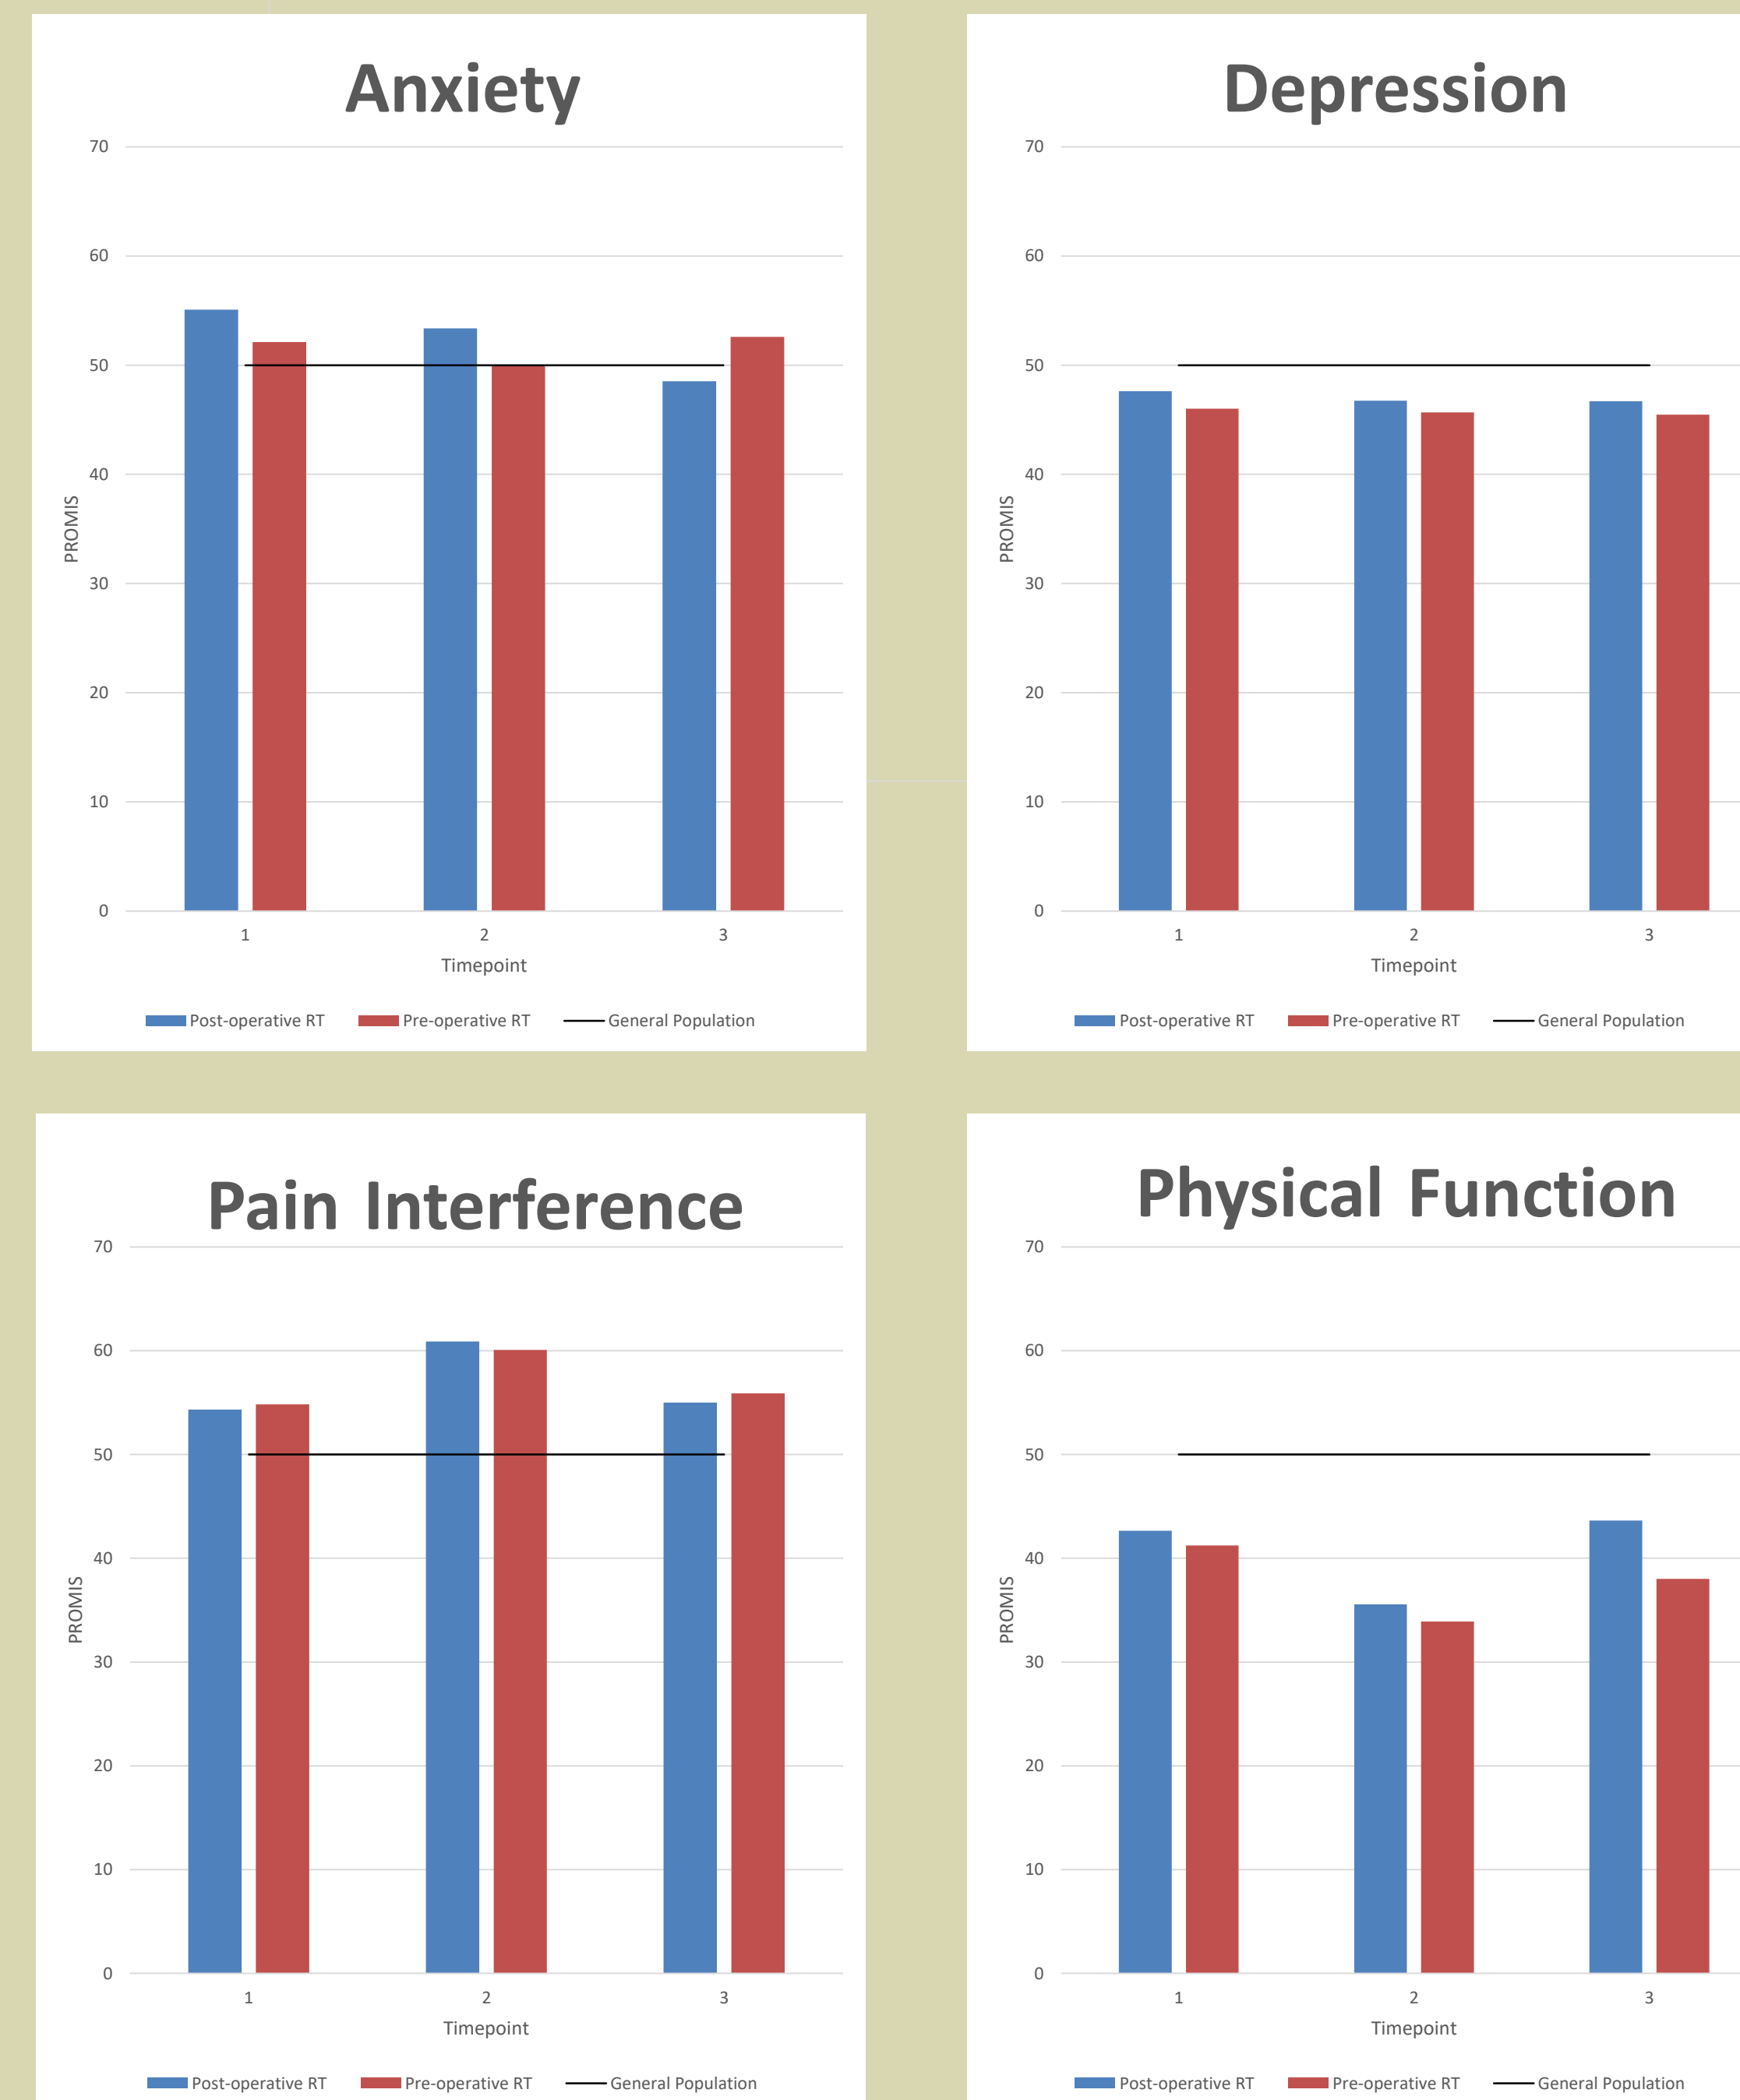 Anxiety
70
60
50
40
30
20
10
0
PROMIS
1 2 3
Timepoint
Post-operative RT Pre-operative RT General Population
Depression
70
60
50
40
30
20
10
0
PROMIS
1 2 3
Timepoint
Post-operative RT Pre-operative RT General Population
Pain Interference
70
60
50
40
30
20
10
0
PROMIS
1 2 3
Timepoint
Post-operative RT Pre-operative RT General Population
Physical Function
70
60
50
40
30
20
10
0
PROMIS
1 2 3
Timepoint
Post-operative RT Pre-operative RT General Population